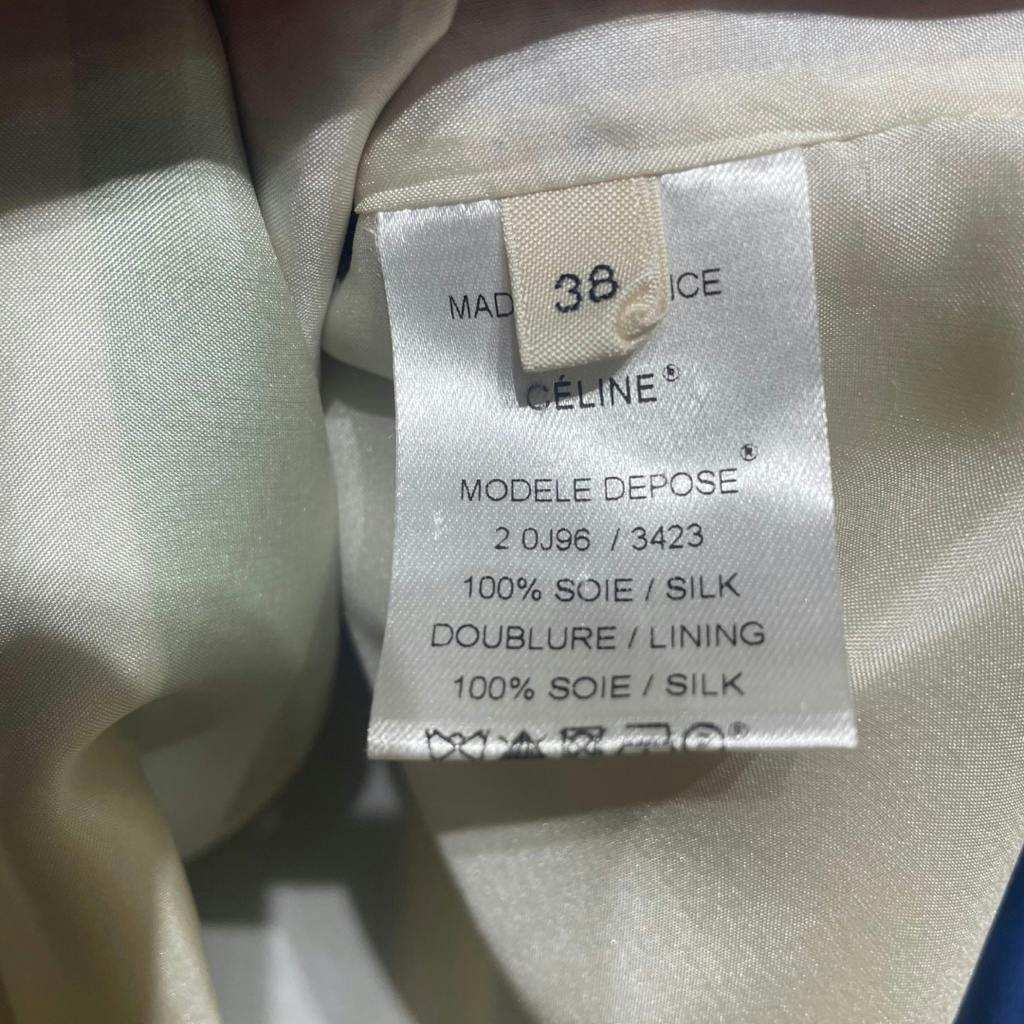 38
MAD ICE
CÉLINE®
MODELE DEPOSE®
2 0J96 / 3423
100% SOIE / SILK
DOUBLURE / LINING
100% SOIE / SILK